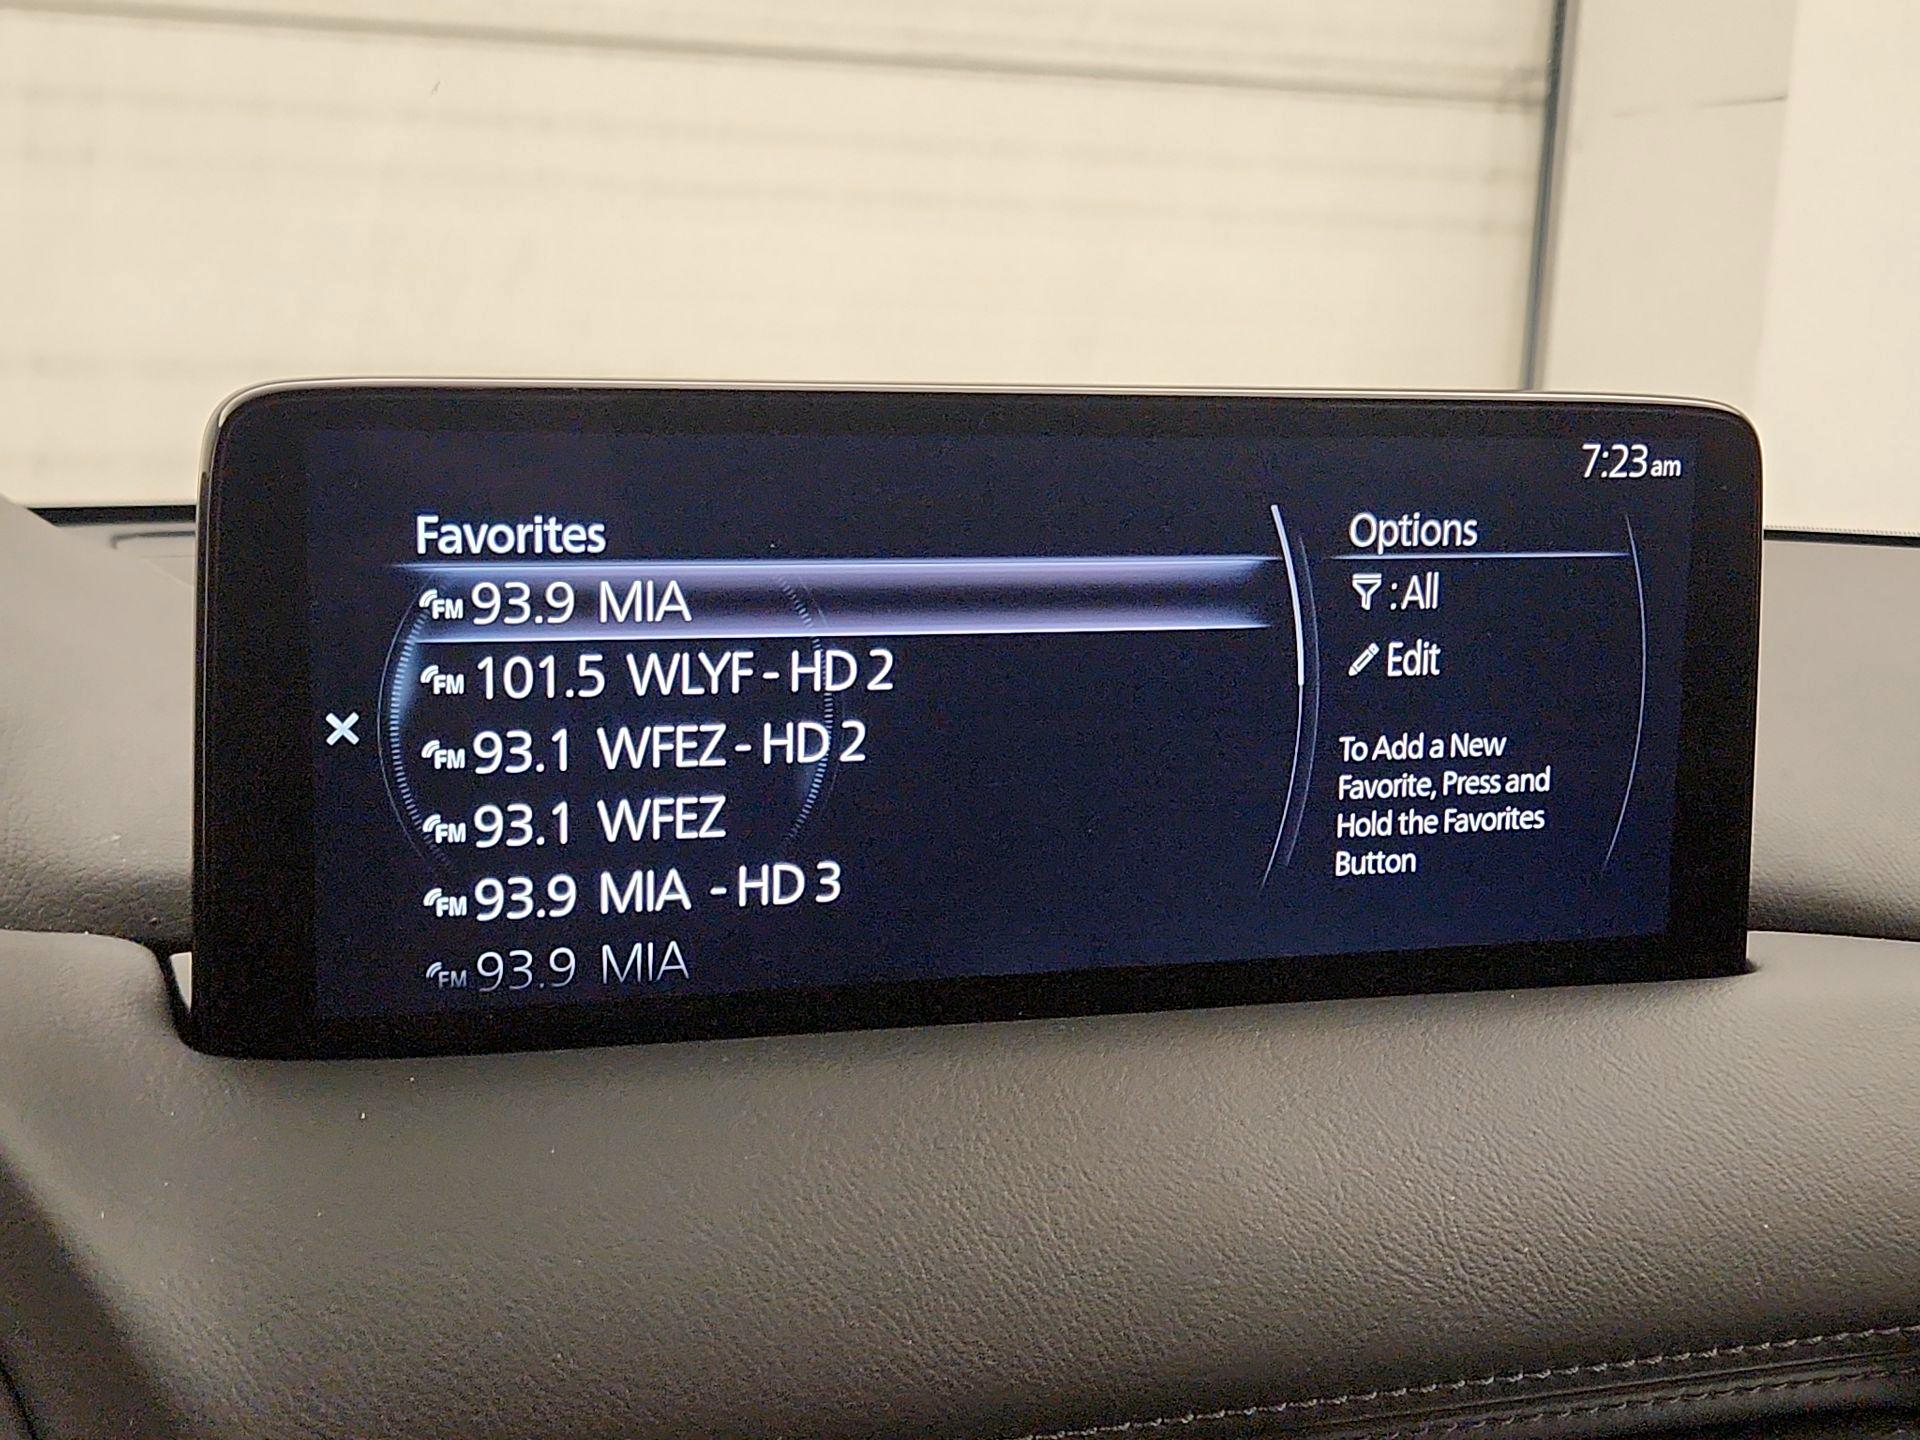 7:23am
Favorites
FM 93.9 MIA
FM 101.5 WLYF - HD 2
FM 93.1 WFEZ - HD 2
FM 93.1 WFEZ
FM 93.9 MIA - HD 3
FM 93.9 MIA
Options
: All
Edit
To Add a New
Favorite, Press and
Hold the Favorites
Button